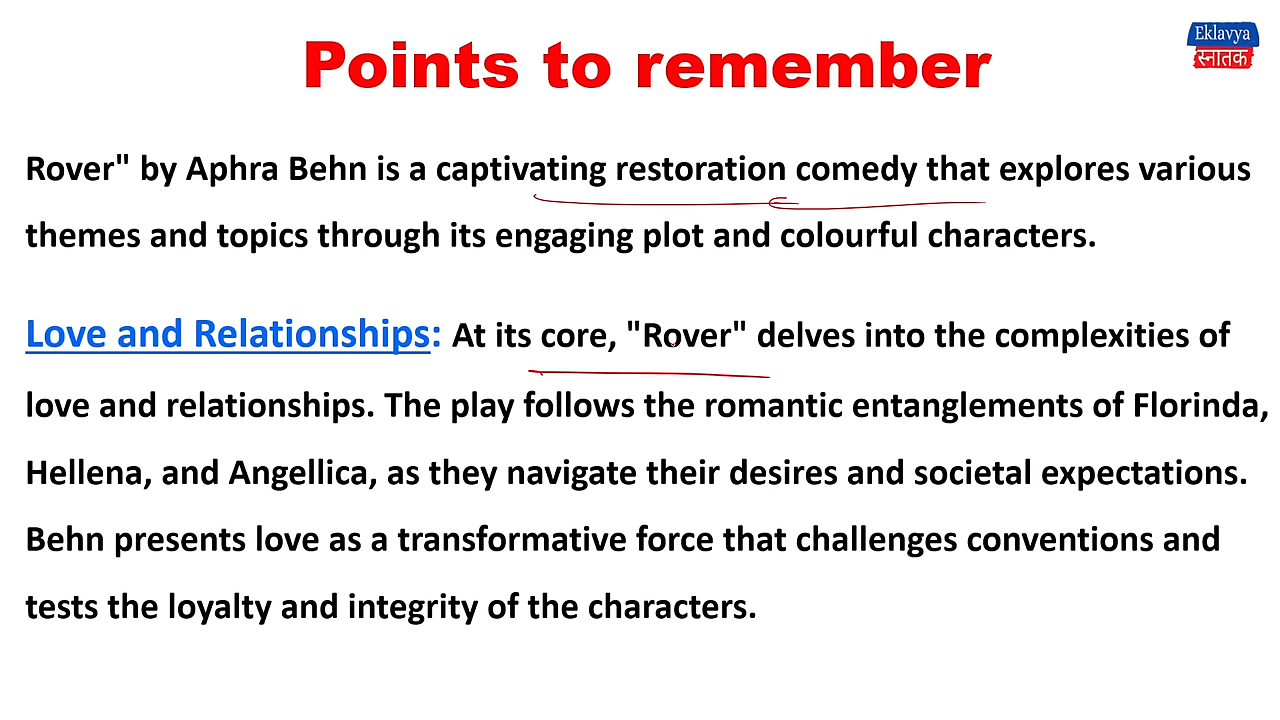 Points to remember
Eklavya
स्नातक
Rover" by Aphra Behn is a captivating restoration comedy that explores various
themes and topics through its engaging plot and colourful characters.
Love and Relationships: At its core, "Rover" delves into the complexities of
love and relationships. The play follows the romantic entanglements of Florinda,
Hellena, and Angellica, as they navigate their desires and societal expectations.
Behn presents love as a transformative force that challenges conventions and
tests the loyalty and integrity of the characters.